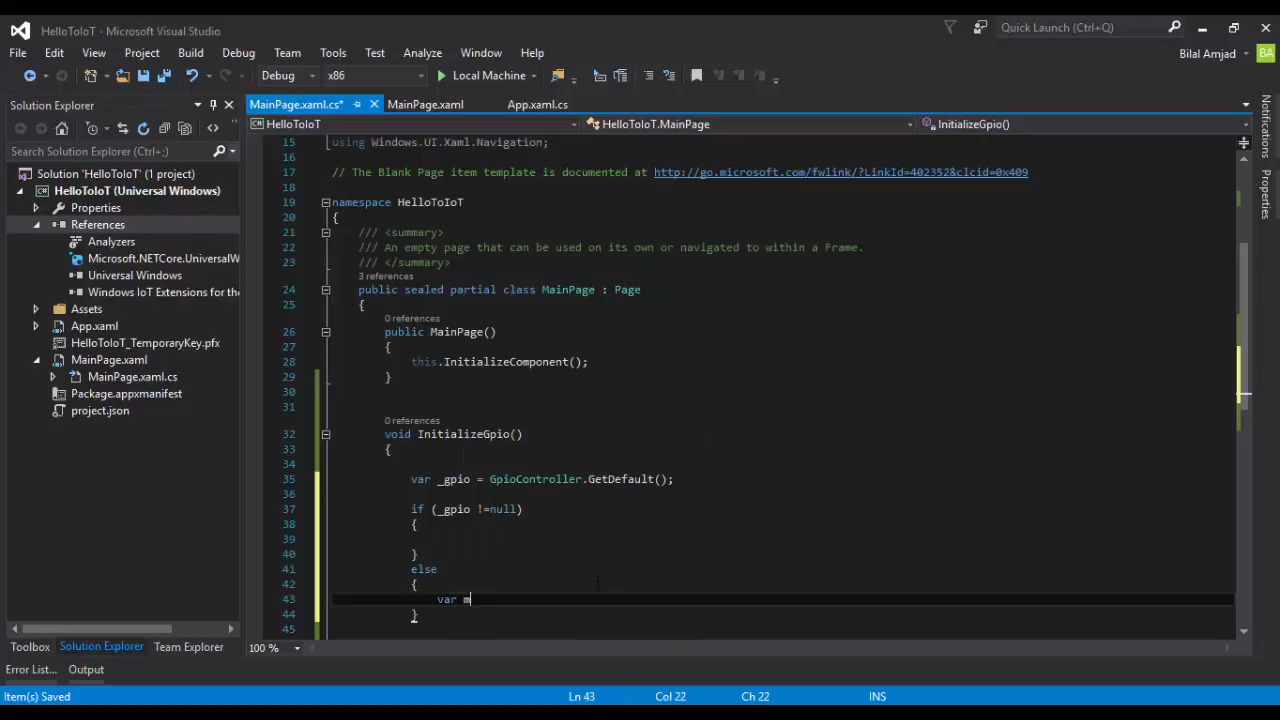 HelloToIoT - Microsoft Visual Studio
Quick Launch (Ctrl+Q)
File Edit View Project Build Debug Team Tools Test Analyze Window Help
Bilal Amjad BA
Debug x86 Local Machine
Solution Explorer
MainPage.xaml.cs* MainPage.xaml App.xaml.cs
HelloToIoT HelloToIoT.MainPage InitializeGpio()
Search Solution Explorer (Ctrl+;)
Solution 'HelloToIoT' (1 project)
HelloToIoT (Universal Windows)
Properties
References
Analyzers
Microsoft.NETCore.UniversalW
Universal Windows
Windows IoT Extensions for the
Assets
App.xaml
HelloToIoT_TemporaryKey.pfx
MainPage.xaml
MainPage.xaml.cs
Package.appxmanifest
project.json
15 using Windows.UI.Xaml.Navigation;
16
17 // The Blank Page item template is documented at http://go.microsoft.com/fwlink/?LinkId=402352&clcid=0x409
18
19 namespace HelloToIoT
20 {
21 /// <summary>
22 /// An empty page that can be used on its own or navigated to within a Frame.
23 /// </summary>
3 references
24 public sealed partial class MainPage : Page
25 {
0 references
26 public MainPage()
27 {
28 this.InitializeComponent();
29 }
30
31
0 references
32 void InitializeGpio()
33 {
34
35 var _gpio = GpioController.GetDefault();
36
37 if (_gpio !=null)
38 {
39
40 }
41 else
42 {
43 var m
44 }
45
100 %
Toolbox Solution Explorer Team Explorer
Error List... Output
Item(s) Saved Ln 43 Col 22 Ch 22 INS
Notifications
Properties